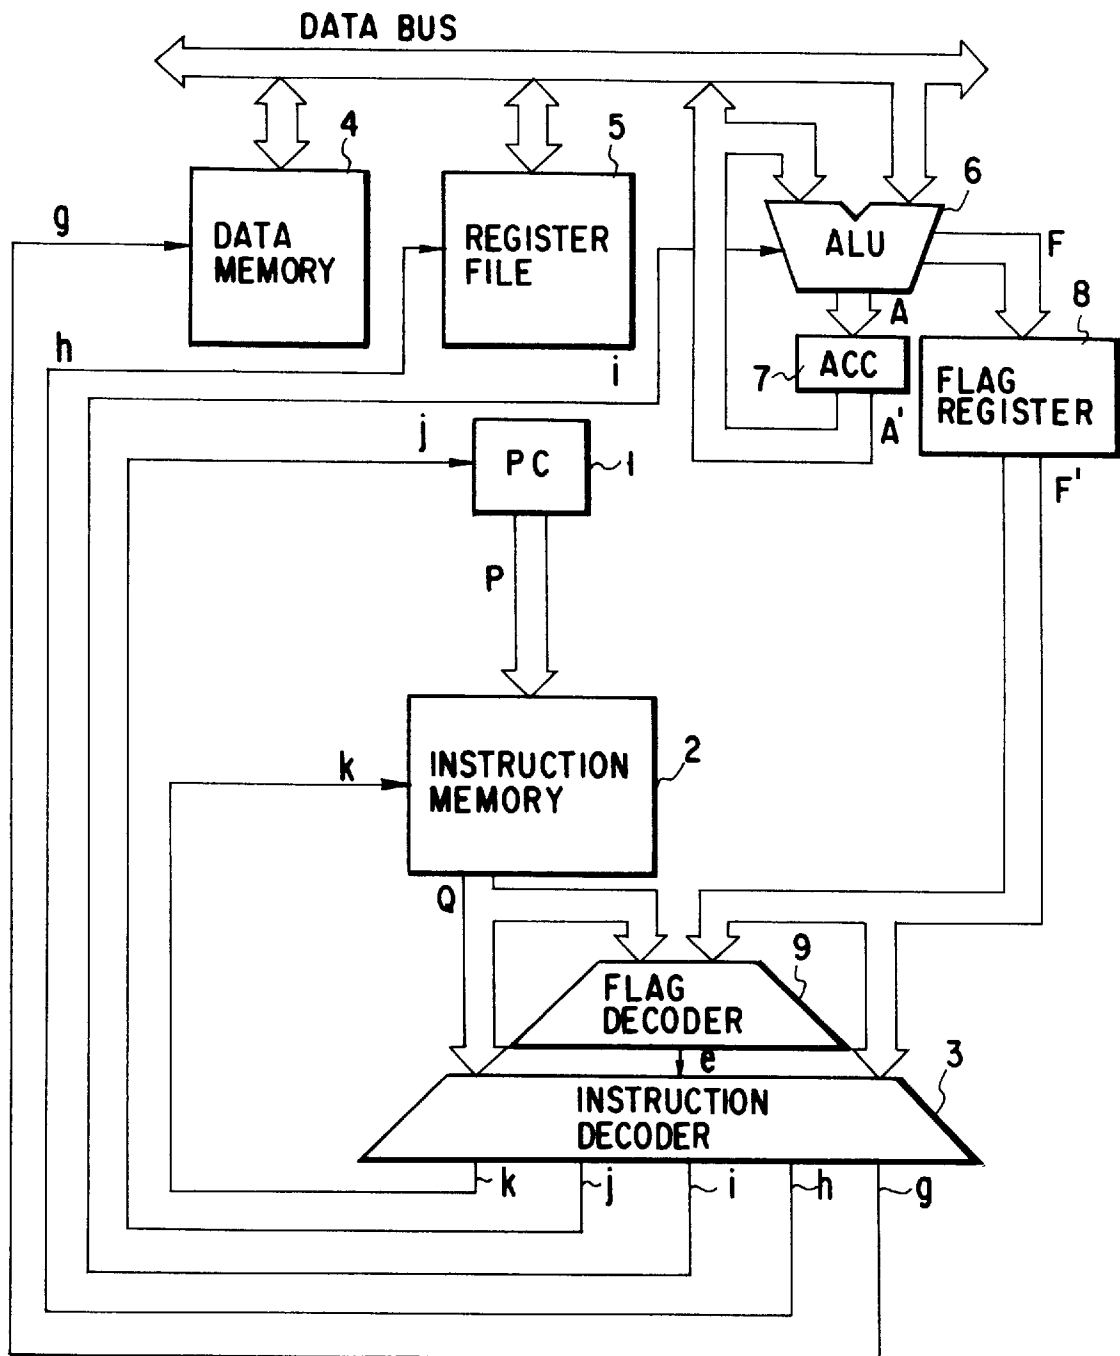 DATA BUS
4
5
6
g
DATA
MEMORY
REGISTER
FILE
ALU
F
A
8
h
i
7
ACC
FLAG
REGISTER
j
A'
PC
1
F'
P
k
INSTRUCTION
MEMORY
2
Q
9
FLAG
DECODER
e
3
INSTRUCTION
DECODER
k
j
i
h
g